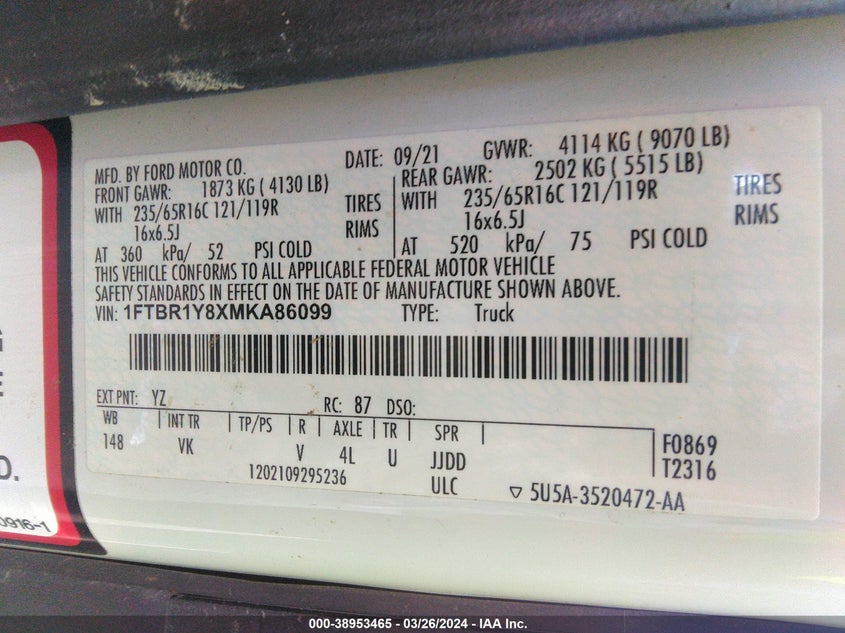 MFD. BY FORD MOTOR CO. DATE: 09/21 GVWR: 4114 KG ( 9070 LB)
FRONT GAWR: 1873 KG ( 4130 LB) REAR GAWR: 2502 KG ( 5515 LB)
WITH 235/65R16C 121/119R TIRES WITH 235/65R16C 121/119R TIRES
16x6.5J RIMS 16x6.5J RIMS
AT 360 kPa/ 52 PSI COLD AT 520 kPa/ 75 PSI COLD
THIS VEHICLE CONFORMS TO ALL APPLICABLE FEDERAL MOTOR VEHICLE
SAFETY STANDARDS IN EFFECT ON THE DATE OF MANUFACTURE SHOWN ABOVE.
VIN: 1FTBR1Y8XMKA86099 TYPE: Truck
EXT PNT: YZ RC: 87 DSO:
WB INT TR TP/PS R AXLE TR SPR
148 VK V 4L U JJDD
F0869
T2316
1202109295236 ULC ▽ 5U5A-3520472-AA
D.
0916-1
000-38953465 - 03/26/2024 - IAA Inc.